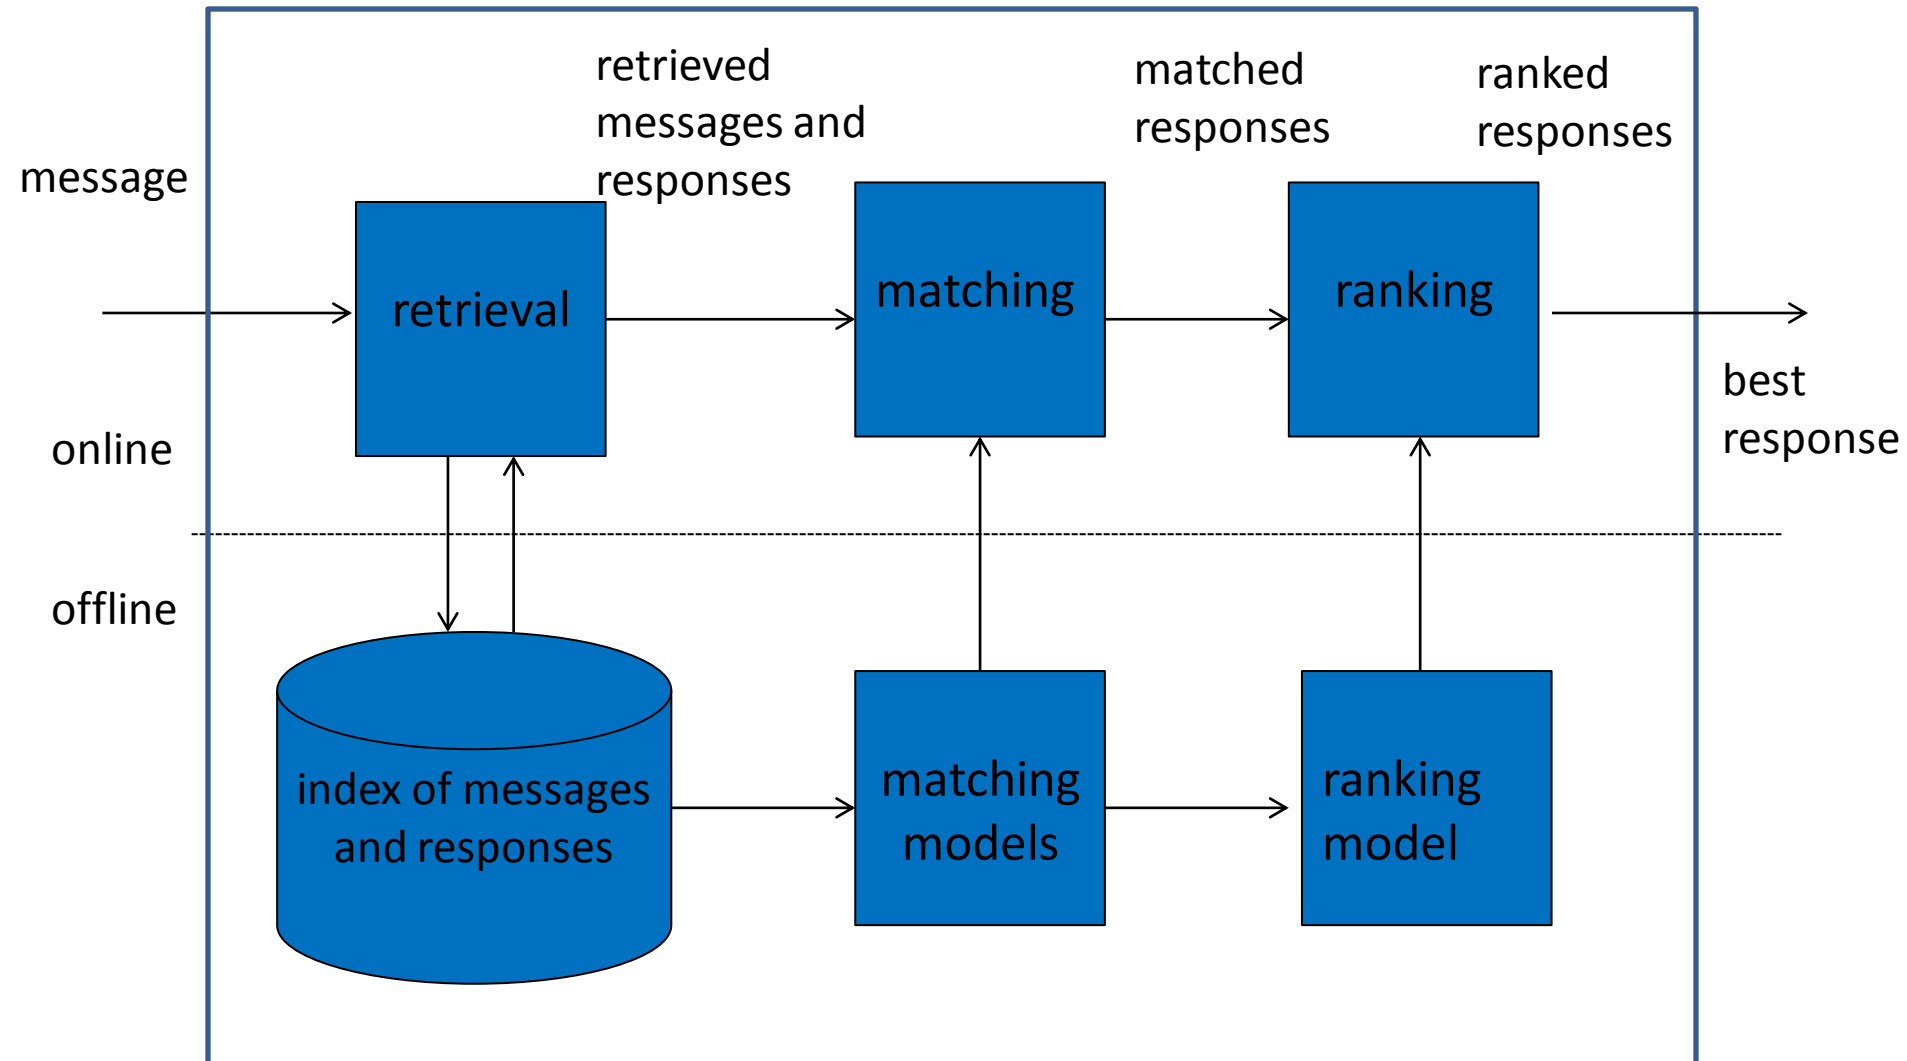 retrieved
messages and
responses
matched
responses
ranked
responses
message
retrieval
matching
ranking
best
response
online
offline
index of messages
and responses
matching
models
ranking
model